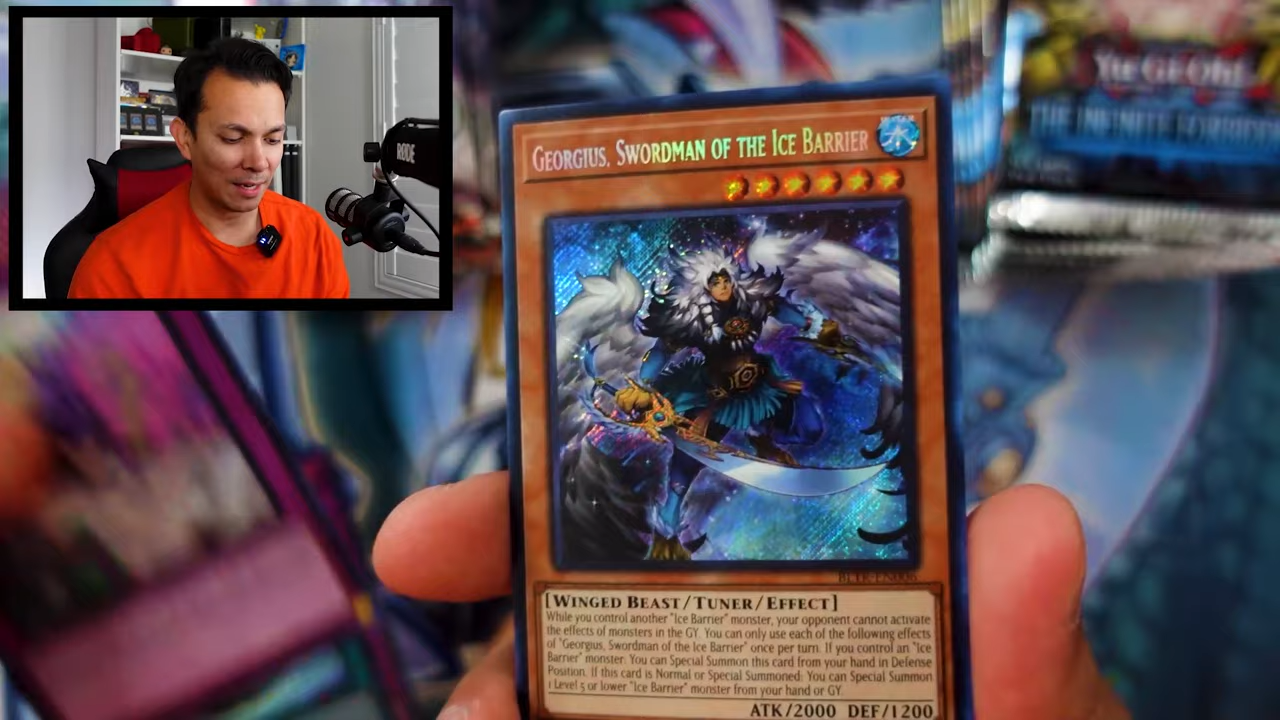 RØDE
YU-GI-OH!
THE INFINITE FORBIDDEN
GEORGIUS, SWORDMAN OF THE ICE BARRIER
WATER
BLTR-EN006
[WINGED BEAST/TUNER/EFFECT]
While you control another "Ice Barrier" monster, your opponent cannot activate
the effects of monsters in the GY. You can only use each of the following effects
of "Georgius, Swordman of the Ice Barrier" once per turn. If you control an "Ice
Barrier" monster: You can Special Summon this card from your hand in Defense
Position. If this card is Normal or Special Summoned: You can Special Summon
1 Level 5 or lower "Ice Barrier" monster from your hand or GY.
ATK/2000 DEF/1200